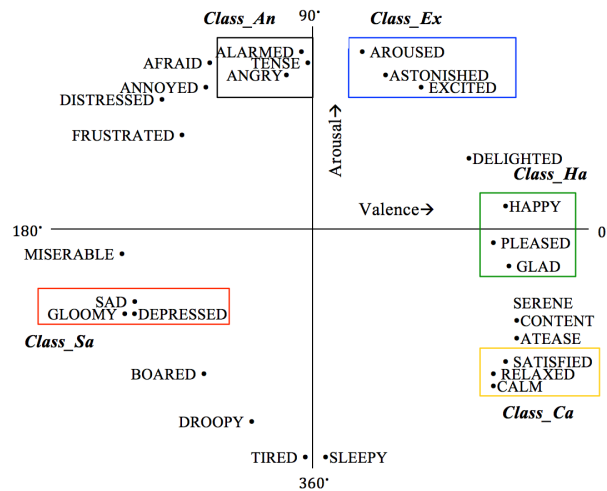 90°
Class_An
Class_Ex
ALARMED
AROUSED
AFRAID
TENSE
ANGRY
ASTONISHED
ANNOYED
EXCITED
DISTRESSED
Arousal→
FRUSTRATED
DELIGHTED
Class_Ha
Valence→
HAPPY
180°
0
PLEASED
MISERABLE
GLAD
SAD
SERENE
GLOOMY
DEPRESSED
CONTENT
Class_Sa
ATEASE
SATISFIED
BOARED
RELAXED
CALM
Class_Ca
DROOPY
TIRED
SLEEPY
360°